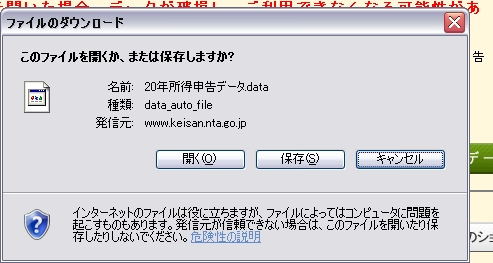 を開いた場合、データが破損し、ご利用できなくなる可能性があ
ファイルのダウンロード
このファイルを開くか、または保存しますか?
告
名前: 20年所得申告データ.data
種類: data_auto_file
発信元: www.keisan.nta.go.jp
開く(O)
保存(S)
キャンセル
デー
インターネットのファイルは役に立ちますが、ファイルによってはコンピュータに問題を
起こすものもあります。発信元が信頼できない場合は、このファイルを開いたり保
存したりしないでください。危険性の説明
のショ